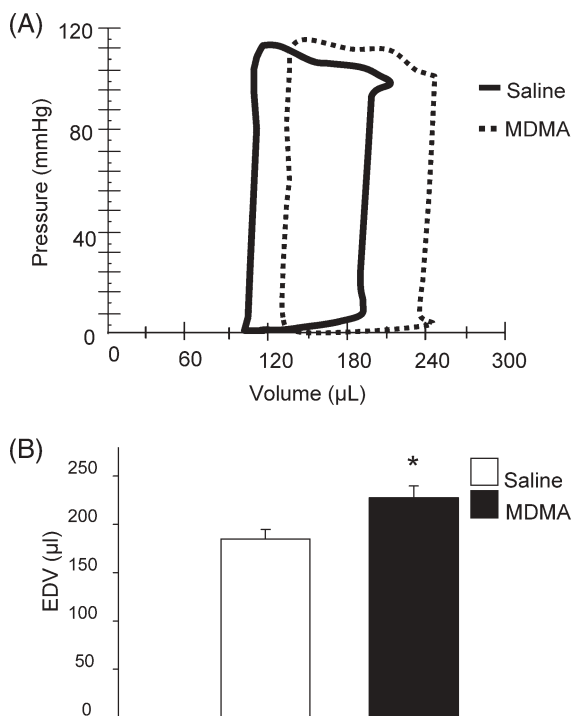 (A)
120
80
40
0
Pressure (mmHg)
0 60 120 180 240 300
Volume (µL)
Saline
MDMA
(B)
250
200
150
100
50
0
EDV (µl)
*
Saline
MDMA